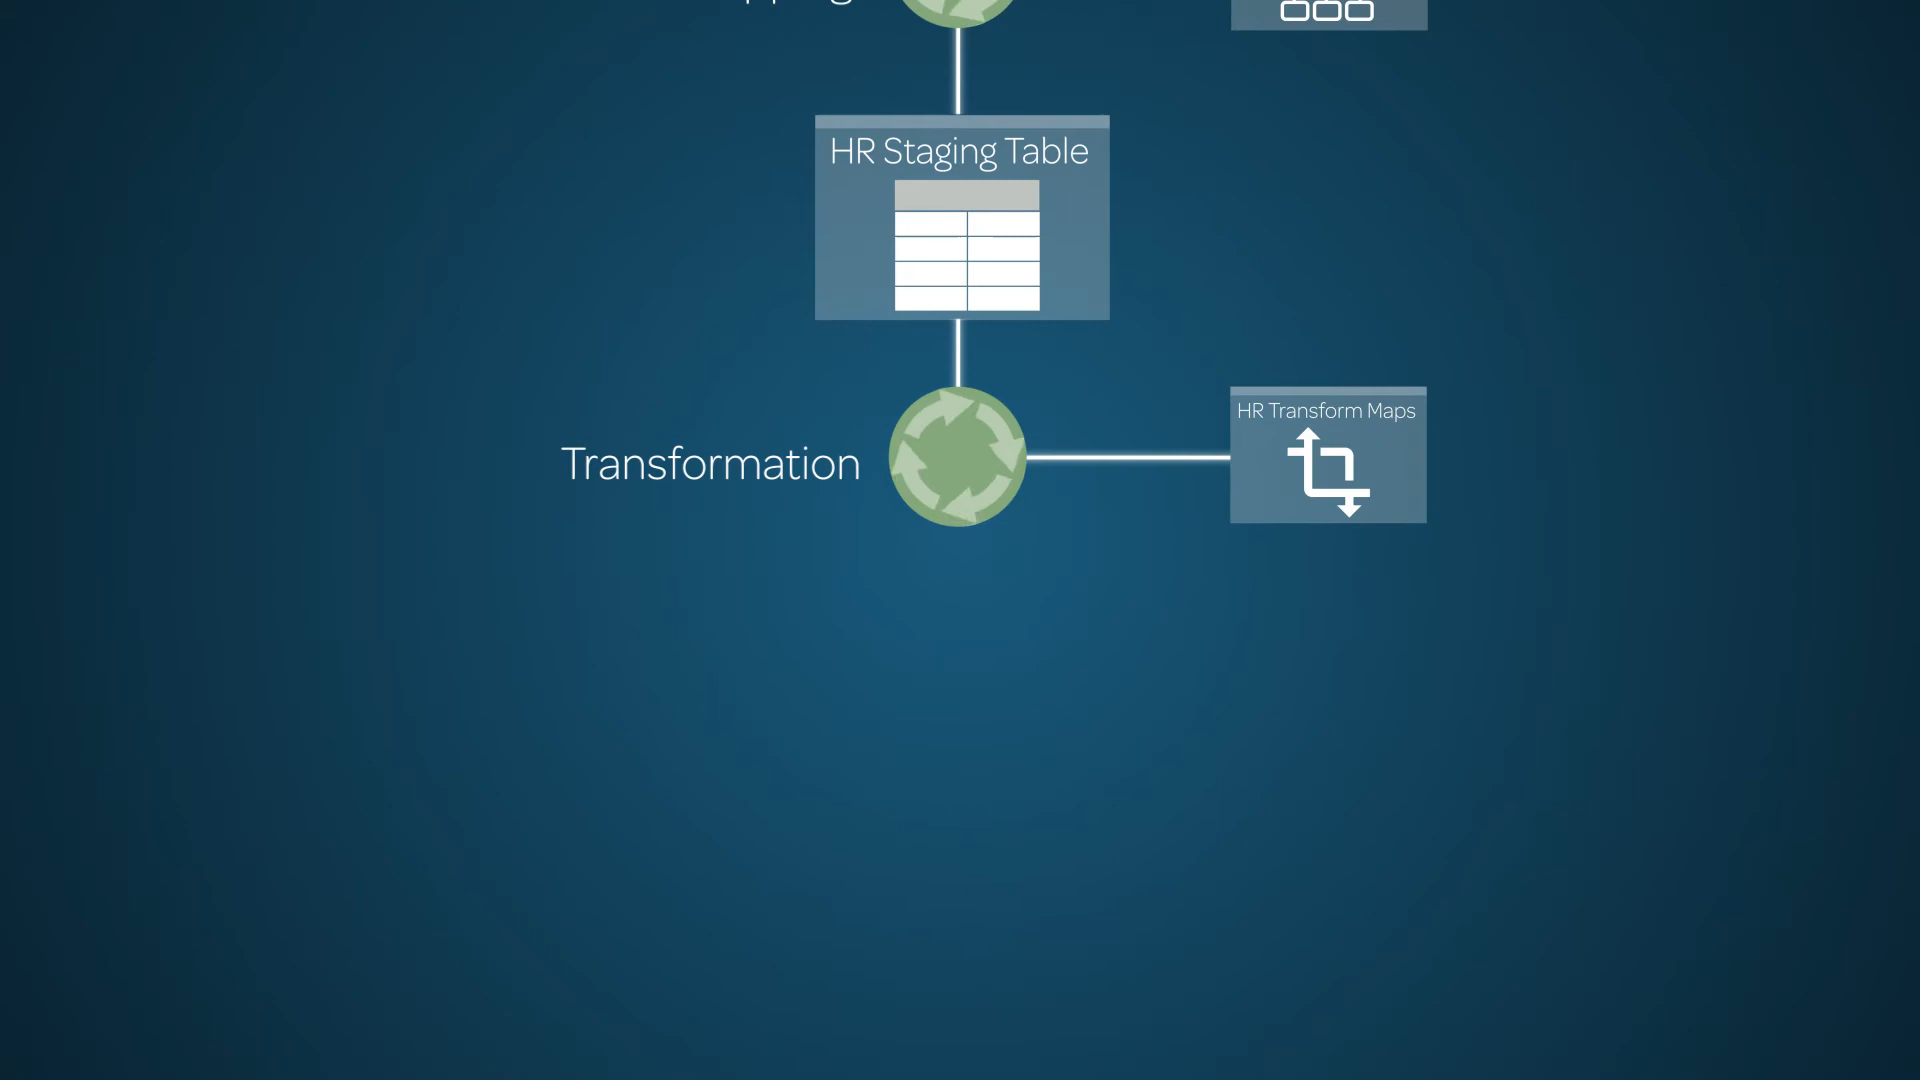 HR Staging Table
Transformation
HR Transform Maps